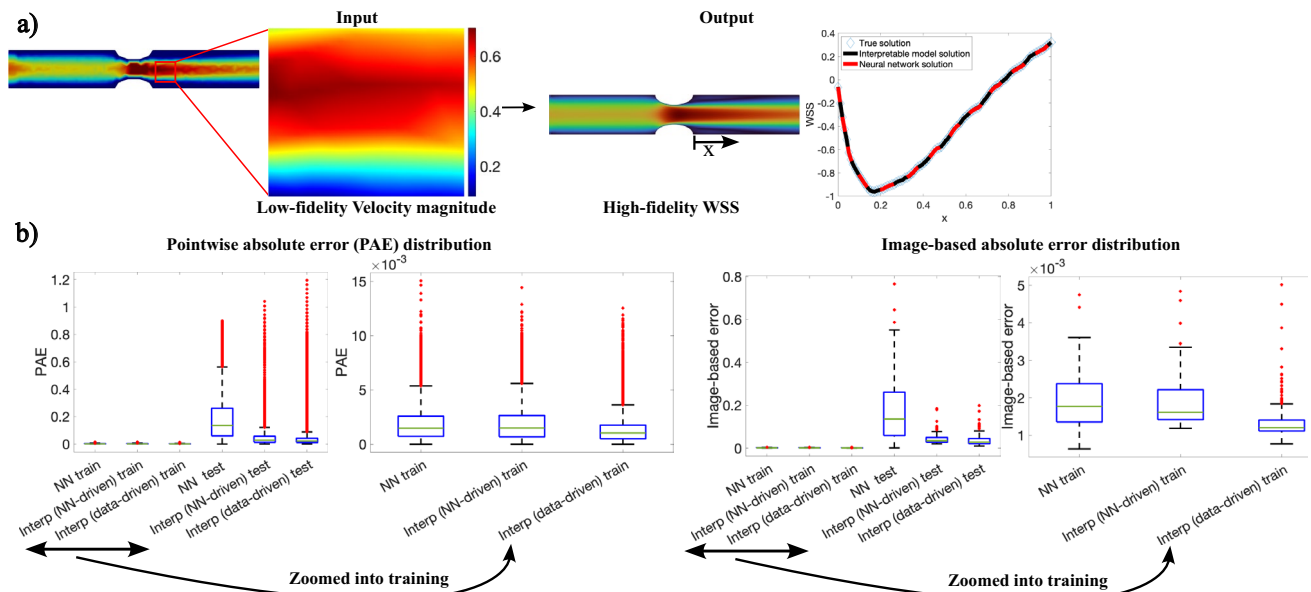 a)
Input
Output
0.6
0.4
0.2
X
Low-fidelity Velocity magnitude
High-fidelity WSS
True solution
Interpretable model solution
Neural network solution
WSS
0.4
0.2
0
-0.2
-0.4
-0.6
-0.8
-1
0
0.2
0.4
0.6
0.8
1
x
b)
Pointwise absolute error (PAE) distribution
Image-based absolute error distribution
PAE
1.2
1
0.8
0.6
0.4
0.2
0
NN train
Interp (NN-driven) train
Interp (data-driven) train
NN test
Interp (NN-driven) test
Interp (data-driven) test
×10⁻³
PAE
15
10
5
0
NN train
Interp (NN-driven) train
Interp (data-driven) train
Zoomed into training
Image-based error
0.8
0.6
0.4
0.2
0
NN train
Interp (NN-driven) train
Interp (data-driven) train
NN test
Interp (NN-driven) test
Interp (data-driven) test
×10⁻³
Image-based error
5
4
3
2
1
NN train
Interp (NN-driven) train
Interp (data-driven) train
Zoomed into training